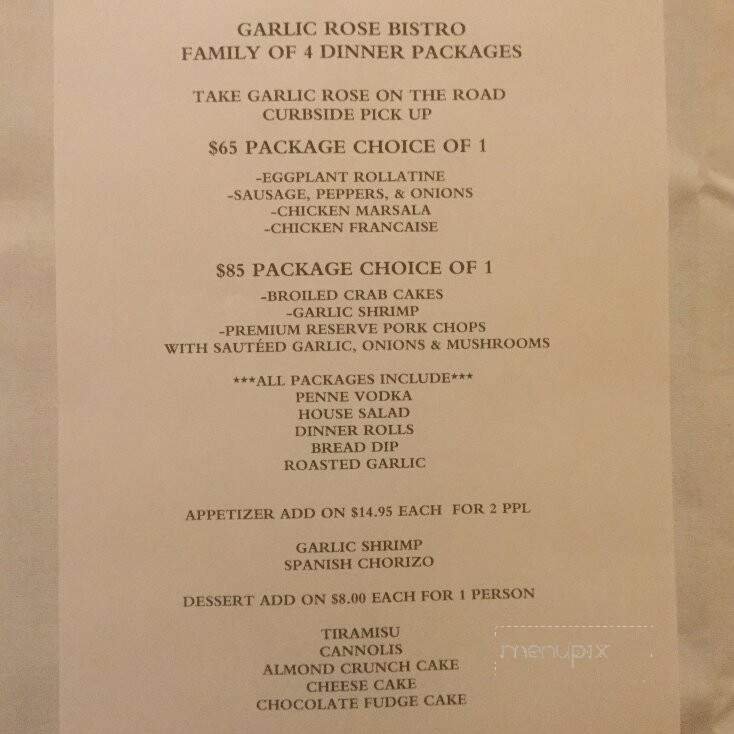 GARLIC ROSE BISTRO
FAMILY OF 4 DINNER PACKAGES
TAKE GARLIC ROSE ON THE ROAD
CURBSIDE PICK UP
$65 PACKAGE CHOICE OF 1
-EGGPLANT ROLLATINE
-SAUSAGE, PEPPERS, & ONIONS
-CHICKEN MARSALA
-CHICKEN FRANCAISE
$85 PACKAGE CHOICE OF 1
-BROILED CRAB CAKES
-GARLIC SHRIMP
-PREMIUM RESERVE PORK CHOPS
WITH SAUTÉED GARLIC, ONIONS & MUSHROOMS
***ALL PACKAGES INCLUDE***
PENNE VODKA
HOUSE SALAD
DINNER ROLLS
BREAD DIP
ROASTED GARLIC
APPETIZER ADD ON $14.95 EACH FOR 2 PPL
GARLIC SHRIMP
SPANISH CHORIZO
DESSERT ADD ON $8.00 EACH FOR 1 PERSON
TIRAMISU
CANNOLIS
ALMOND CRUNCH CAKE
CHEESE CAKE
CHOCOLATE FUDGE CAKE
menupix